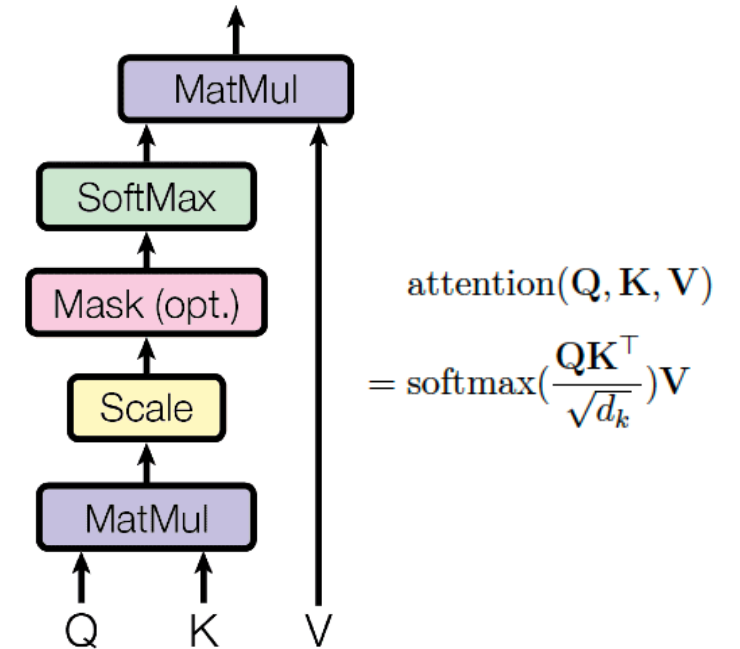 MatMul
SoftMax
Mask (opt.)
Scale
MatMul
Q K V
attention(Q, K, V)
= softmax(QK⊤/√dk)V